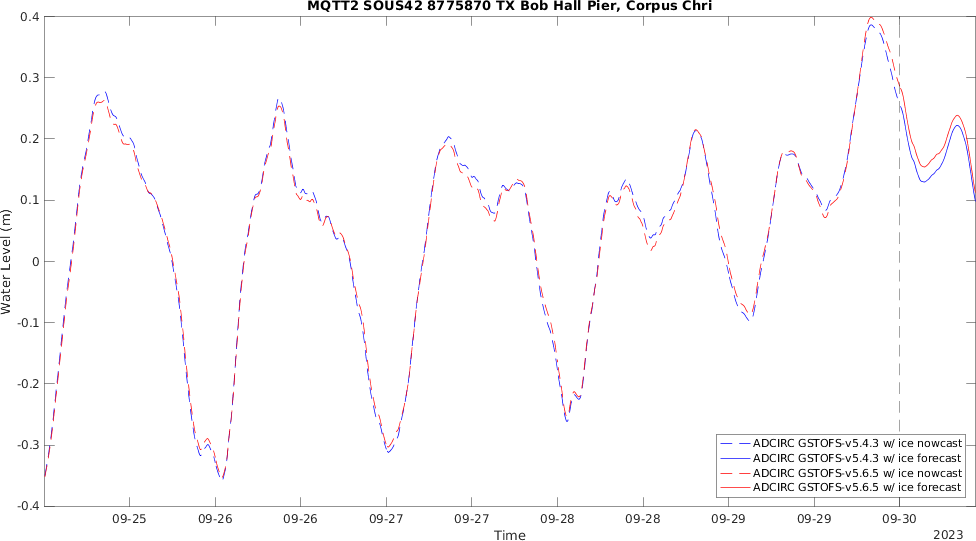 MQTT2 SOUS42 8775870 TX Bob Hall Pier, Corpus Chri
0.4
0.3
0.2
0.1
0
-0.1
-0.2
-0.3
-0.4
Water Level (m)
ADCIRC GSTOFS-v5.4.3 w/ ice nowcast
ADCIRC GSTOFS-v5.4.3 w/ ice forecast
ADCIRC GSTOFS-v5.6.5 w/ ice nowcast
ADCIRC GSTOFS-v5.6.5 w/ ice forecast
09-25 09-26 09-26 09-27 09-27 09-28 09-28 09-29 09-29 09-30
Time
2023